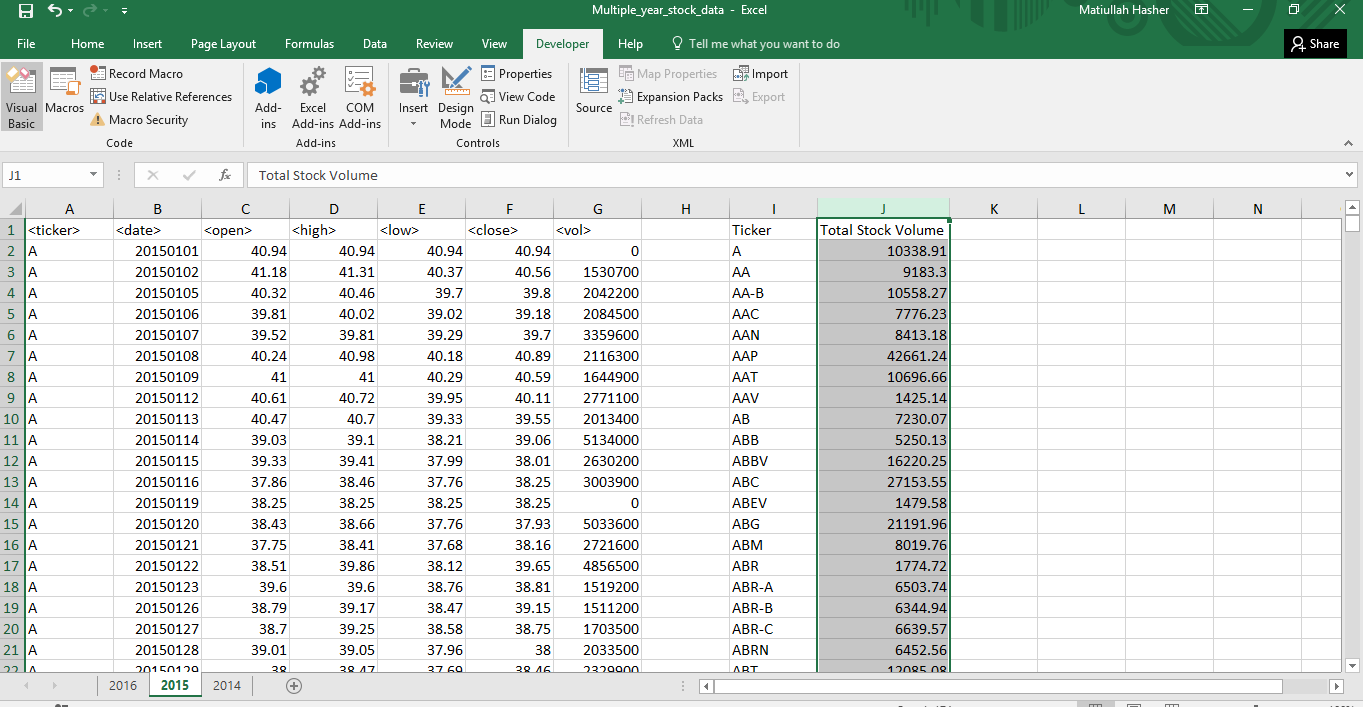 Multiple_year_stock_data - Excel Matiullah Hasher
File Home Insert Page Layout Formulas Data Review View Developer Help Tell me what you want to do Share
Visual Basic
Macros
Record Macro
Use Relative References
Macro Security
Code
Add-ins
Excel Add-ins
COM Add-ins
Add-ins
Insert
Design Mode
Properties
View Code
Run Dialog
Controls
Source
Map Properties
Expansion Packs
Refresh Data
Import
Export
XML
J1 fx Total Stock Volume
A B C D E F G H I J K L M N
1 <ticker> <date> <open> <high> <low> <close> <vol> Ticker Total Stock Volume
2 A 20150101 40.94 40.94 40.94 40.94 0 A 10338.91
3 A 20150102 41.18 41.31 40.37 40.56 1530700 AA 9183.3
4 A 20150105 40.32 40.46 39.7 39.8 2042200 AA-B 10558.27
5 A 20150106 39.81 40.02 39.02 39.18 2084500 AAC 7776.23
6 A 20150107 39.52 39.81 39.29 39.7 3359600 AAN 8413.18
7 A 20150108 40.24 40.98 40.18 40.89 2116300 AAP 42661.24
8 A 20150109 41 41 40.29 40.59 1644900 AAT 10696.66
9 A 20150112 40.61 40.72 39.95 40.11 2771100 AAV 1425.14
10 A 20150113 40.47 40.7 39.33 39.55 2013400 AB 7230.07
11 A 20150114 39.03 39.1 38.21 39.06 5134000 ABB 5250.13
12 A 20150115 39.33 39.41 37.99 38.01 2630200 ABBV 16220.25
13 A 20150116 37.86 38.46 37.76 38.25 3003900 ABC 27153.55
14 A 20150119 38.25 38.25 38.25 38.25 0 ABEV 1479.58
15 A 20150120 38.43 38.66 37.76 37.93 5033600 ABG 21191.96
16 A 20150121 37.75 38.41 37.68 38.16 2721600 ABM 8019.76
17 A 20150122 38.51 39.86 38.12 39.65 4856500 ABR 1774.72
18 A 20150123 39.6 39.6 38.76 38.81 1519200 ABR-A 6503.74
19 A 20150126 38.79 39.17 38.47 39.15 1511200 ABR-B 6344.94
20 A 20150127 38.7 39.25 38.58 38.75 1703500 ABR-C 6639.57
21 A 20150128 39.01 39.05 37.96 38 2033500 ABRN 6452.56
22 A 20150129 38 38.47 37.69 38.46 2329900 ABT 12085.08
2016 2015 2014